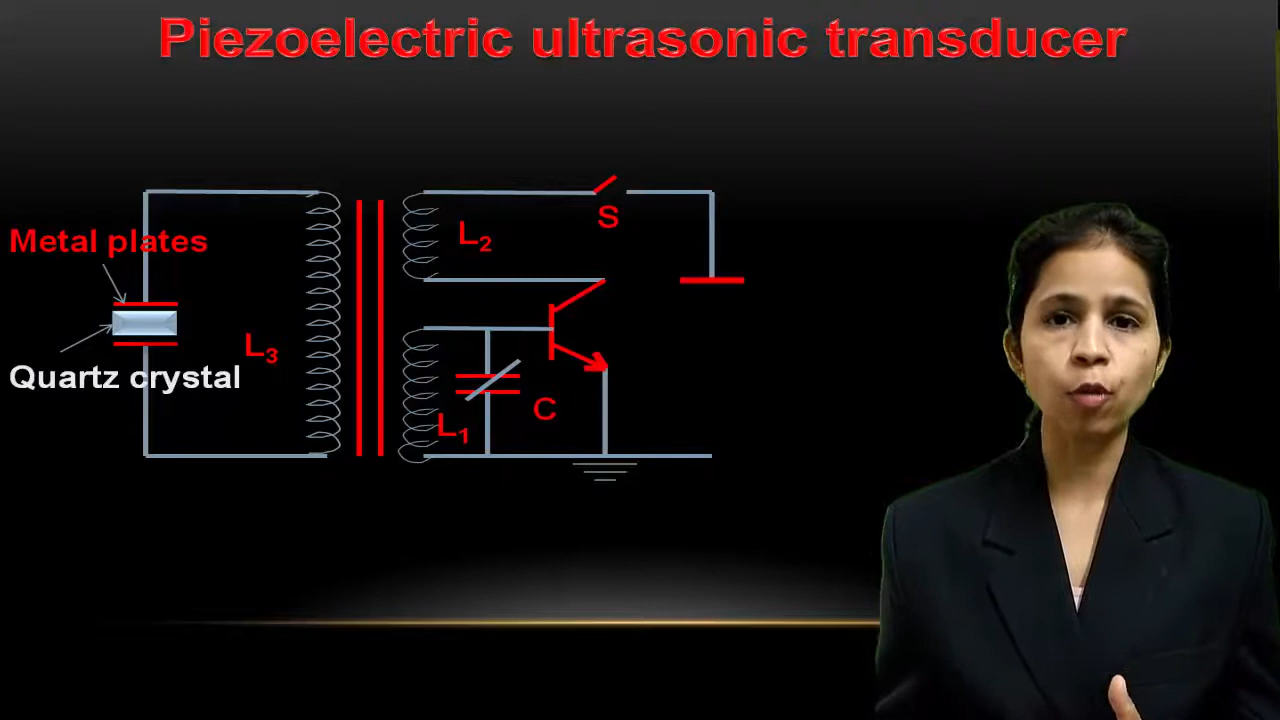 Piezoelectric ultrasonic transducer
S
L₂
Metal plates
L₃
Quartz crystal
C
L₁